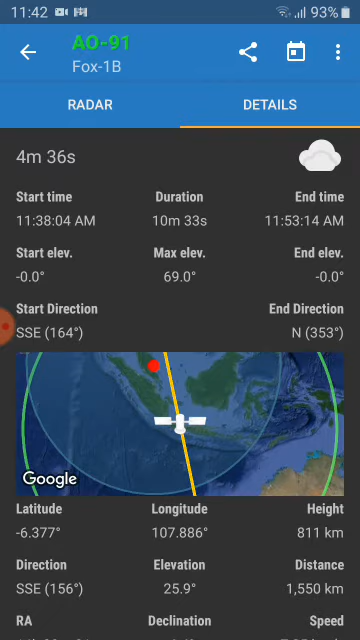 11:42 93%
AO-91
Fox-1B
RADAR DETAILS
4m 36s
Start time Duration End time
11:38:04 AM 10m 33s 11:53:14 AM
Start elev. Max elev. End elev.
-0.0° 69.0° -0.0°
Start Direction End Direction
SSE (164°) N (353°)
Google
Latitude Longitude Height
-6.377° 107.886° 811 km
Direction Elevation Distance
SSE (156°) 25.9° 1,550 km
RA Declination Speed